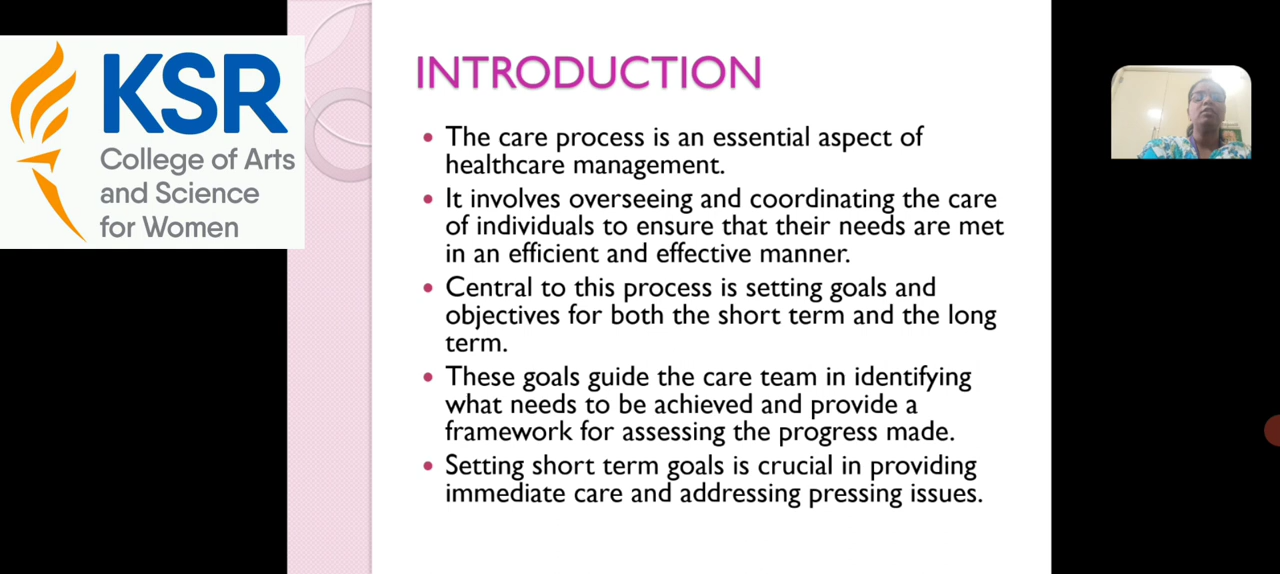 KSR
College of Arts
and Science
for Women
INTRODUCTION
• The care process is an essential aspect of
healthcare management.
• It involves overseeing and coordinating the care
of individuals to ensure that their needs are met
in an efficient and effective manner.
• Central to this process is setting goals and
objectives for both the short term and the long
term.
• These goals guide the care team in identifying
what needs to be achieved and provide a
framework for assessing the progress made.
• Setting short term goals is crucial in providing
immediate care and addressing pressing issues.